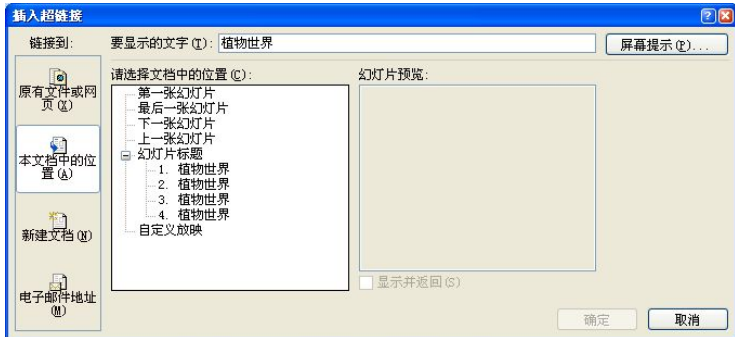 插入超链接
链接到:
要显示的文字(T): 植物世界
屏幕提示(P)...
原有文件或网
页(X)
本文档中的位
置(A)
新建文档(N)
电子邮件地址
(M)
请选择文档中的位置(C):
第一张幻灯片
最后一张幻灯片
下一张幻灯片
上一张幻灯片
幻灯片标题
1. 植物世界
2. 植物世界
3. 植物世界
4. 植物世界
自定义放映
幻灯片预览:
显示并返回(S)
确定
取消